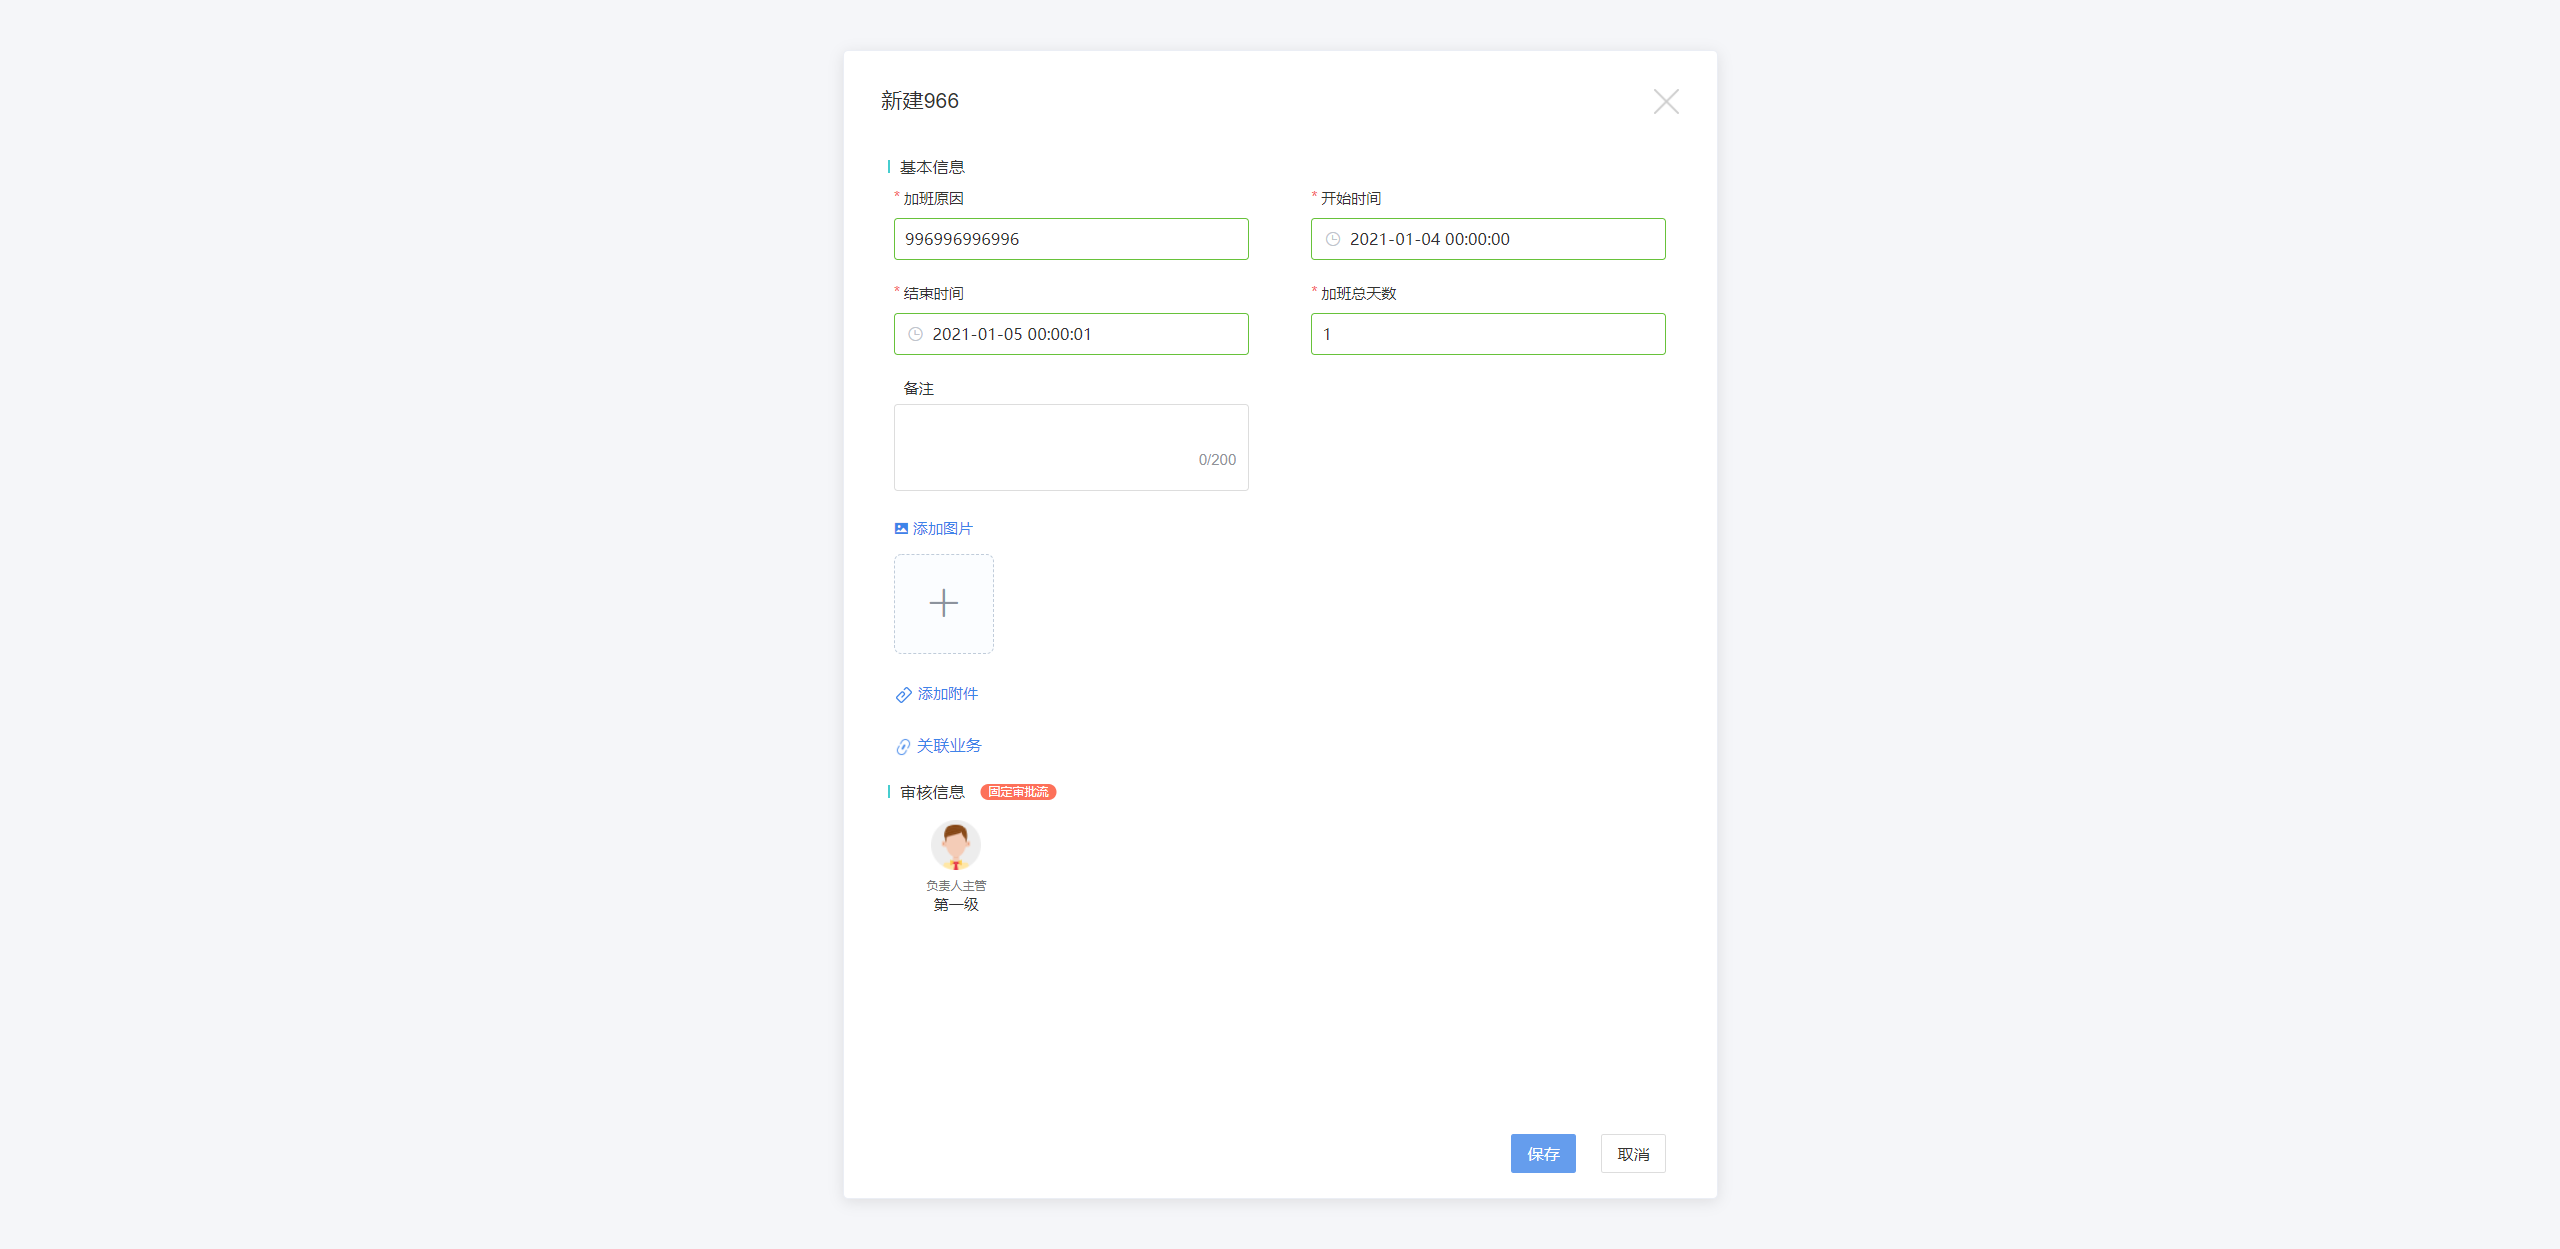 新建966
基本信息
* 加班原因
996996996996
* 开始时间
2021-01-04 00:00:00
* 结束时间
2021-01-05 00:00:01
* 加班总天数
1
备注
0/200
添加图片
添加附件
关联业务
审核信息 固定审批流
负责人主管
第一级
保存 取消